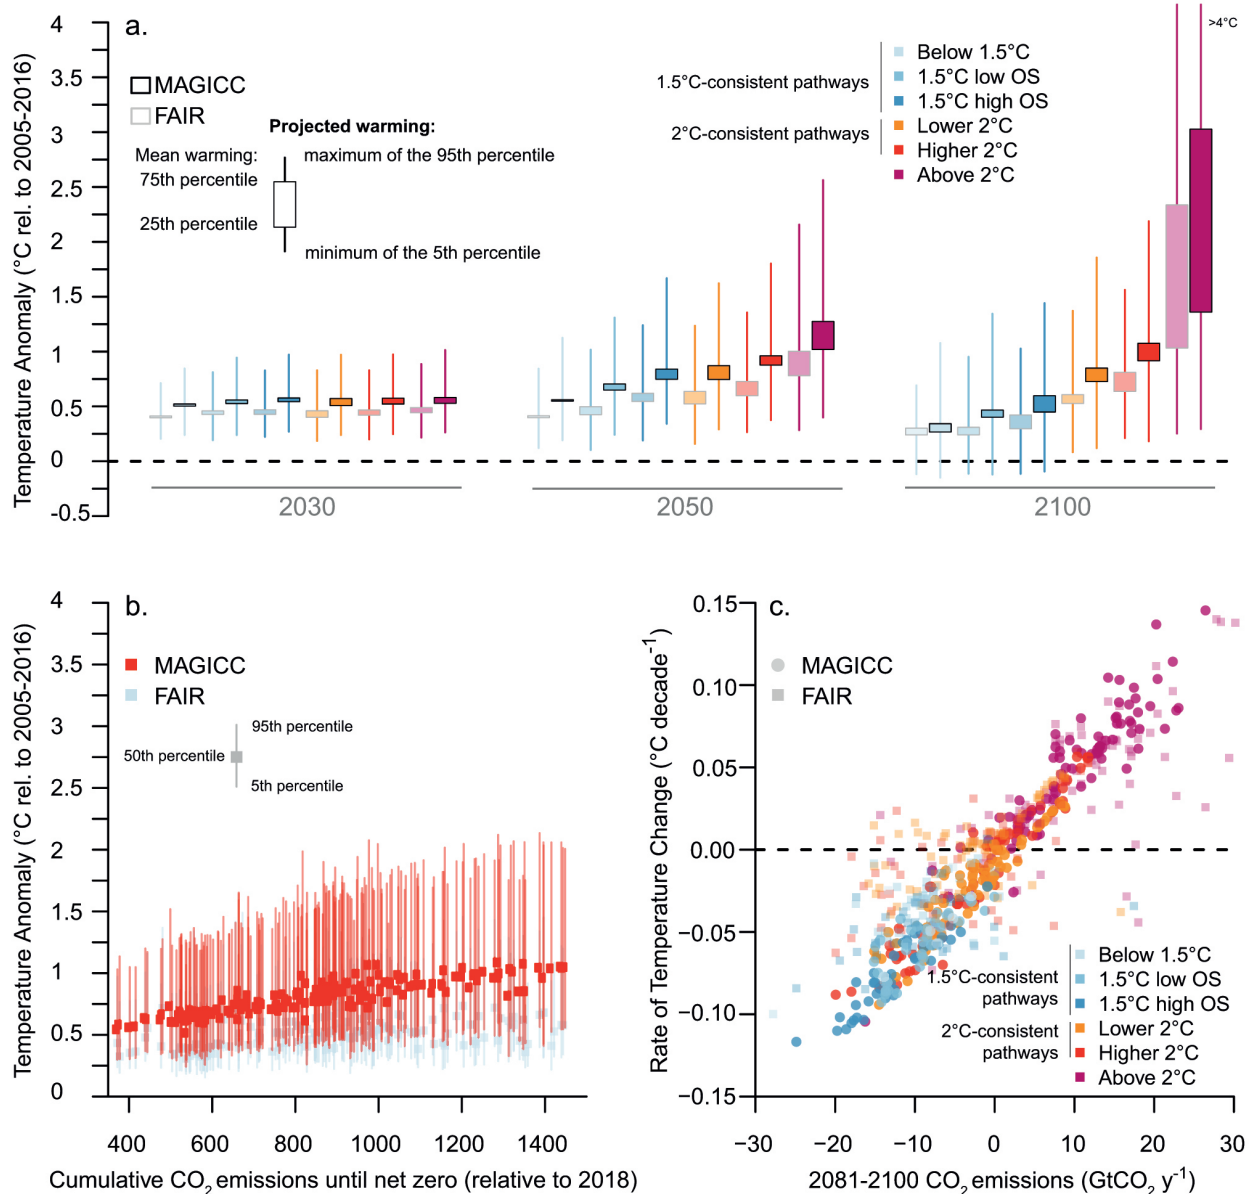 a.
4
3.5
3
2.5
2
1.5
1
0.5
0
-0.5
Temperature Anomaly (°C rel. to 2005-2016)
MAGICC
FAIR
Projected warming:
Mean warming:
75th percentile
25th percentile
maximum of the 95th percentile
minimum of the 5th percentile
1.5°C-consistent pathways
2°C-consistent pathways
Below 1.5°C
1.5°C low OS
1.5°C high OS
Lower 2°C
Higher 2°C
Above 2°C
>4°C
2030
2050
2100
b.
4
3.5
3
2.5
2
1.5
1
0.5
0
Temperature Anomaly (°C rel. to 2005-2016)
MAGICC
FAIR
95th percentile
50th percentile
5th percentile
400 600 800 1000 1200 1400
Cumulative CO₂ emissions until net zero (relative to 2018)
c.
0.15
0.10
0.05
0.00
−0.05
−0.10
−0.15
Rate of Temperature Change (°C decade⁻¹)
MAGICC
FAIR
1.5°C-consistent
pathways
2°C-consistent
pathways
Below 1.5°C
1.5°C low OS
1.5°C high OS
Lower 2°C
Higher 2°C
Above 2°C
−30 −20 −10 0 10 20 30
2081-2100 CO₂ emissions (GtCO₂ y⁻¹)